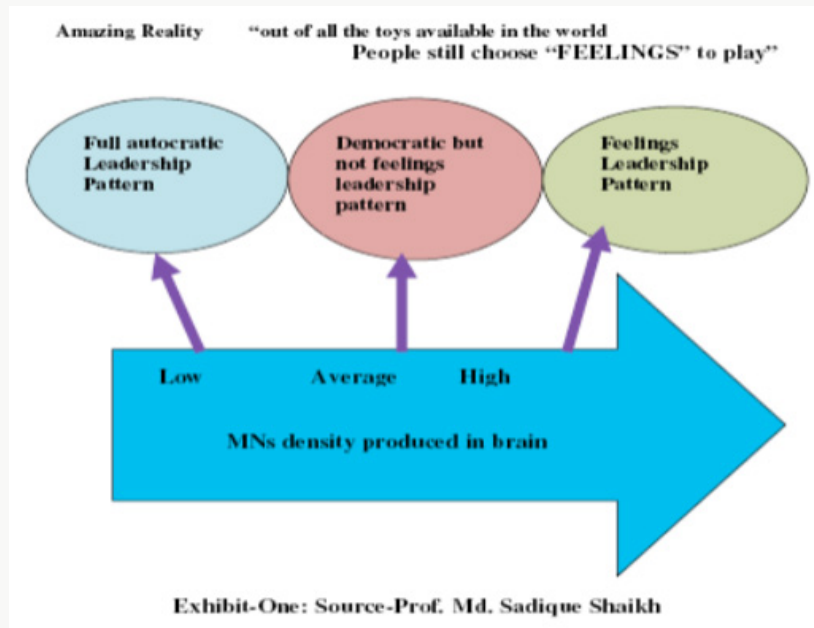 Amazing Reality “out of all the toys available in the world
People still choose “FEELINGS” to play”
Full autocratic
Leadership
Pattern
Democratic but
not feelings
leadership
pattern
Feelings
Leadership
Pattern
Low Average High
MNs density produced in brain
Exhibit-One: Source-Prof. Md. Sadique Shaikh